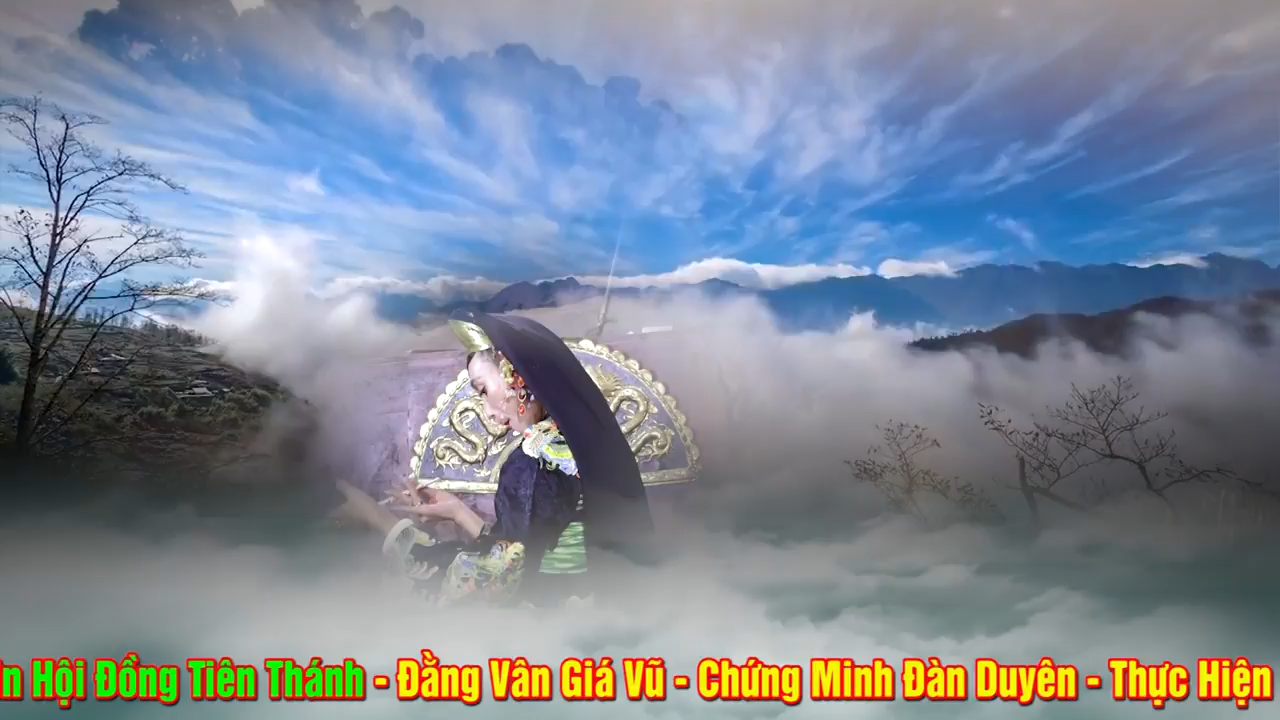 Hội Đồng Tiên Thánh - Đằng Vân Giá Vũ - Chứng Minh Đàn Duyên - Thực Hiện